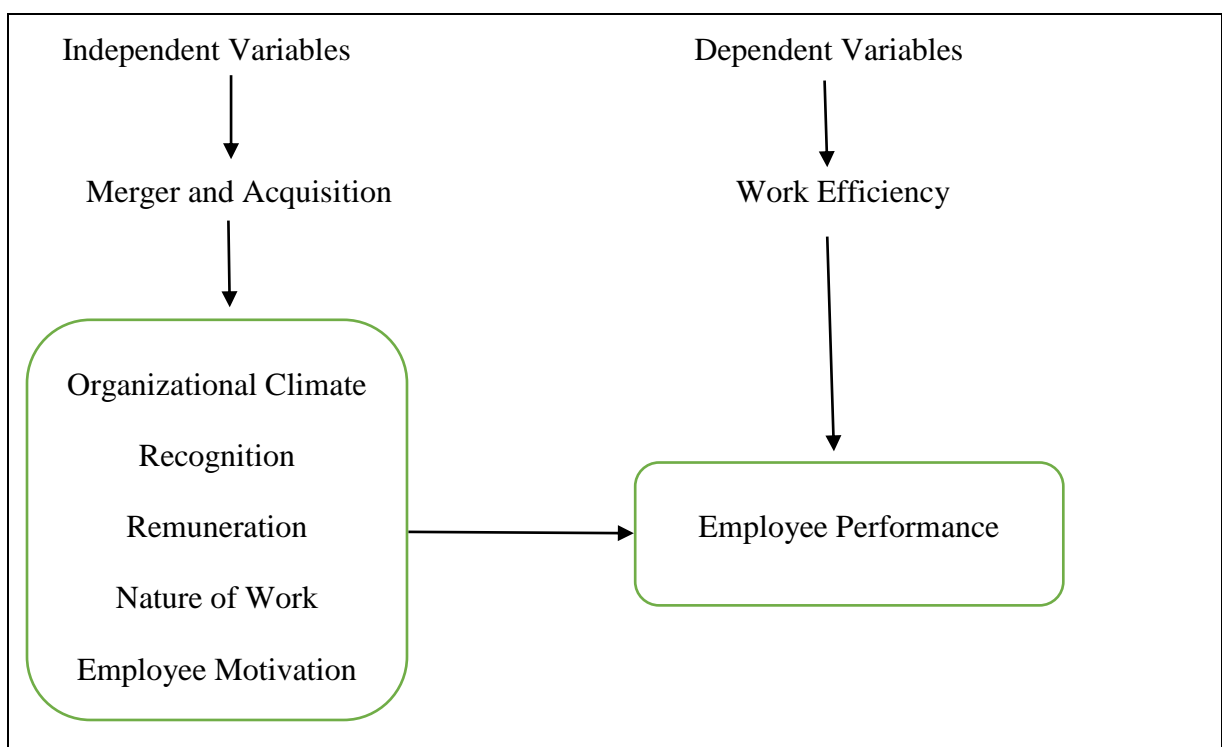 Independent Variables
Dependent Variables
Merger and Acquisition
Work Efficiency
Organizational Climate
Recognition
Remuneration
Nature of Work
Employee Motivation
Employee Performance